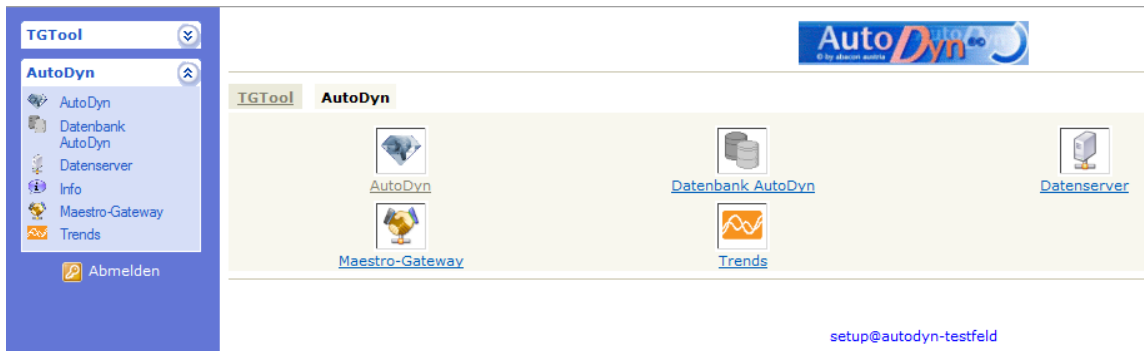 TGTool
AutoDyn
AutoDyn
Datenbank
AutoDyn
Datenserver
Info
Maestro-Gateway
Trends
Abmelden
AutoDyn
© by abacon austria
TGTool AutoDyn
AutoDyn Datenbank AutoDyn Datenserver
Maestro-Gateway Trends
setup@autodyn-testfeld